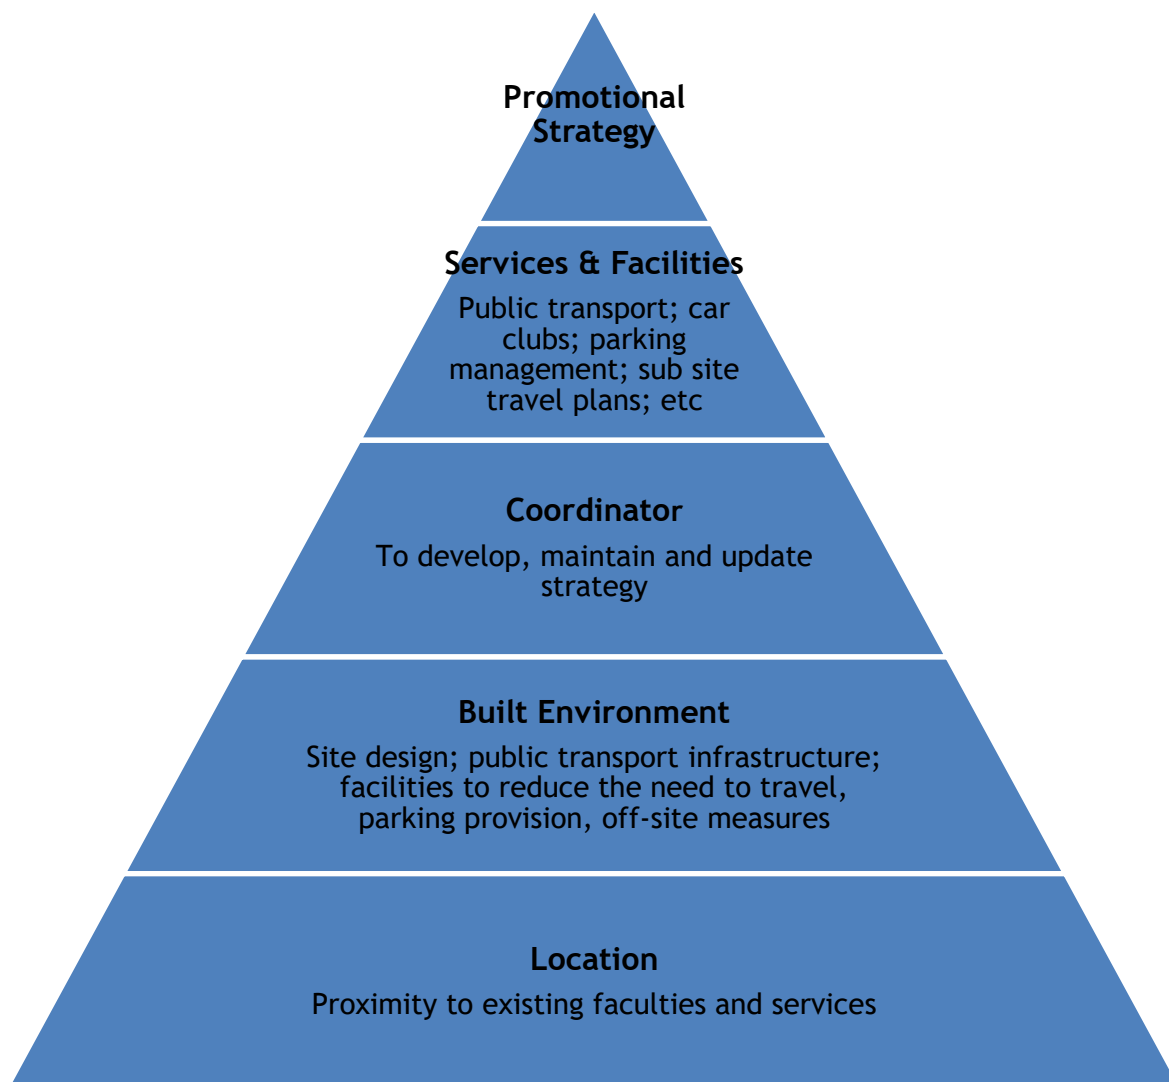 Promotional
Strategy
Services & Facilities
Public transport; car
clubs; parking
management; sub site
travel plans; etc
Coordinator
To develop, maintain and update
strategy
Built Environment
Site design; public transport infrastructure;
facilities to reduce the need to travel,
parking provision, off-site measures
Location
Proximity to existing faculties and services